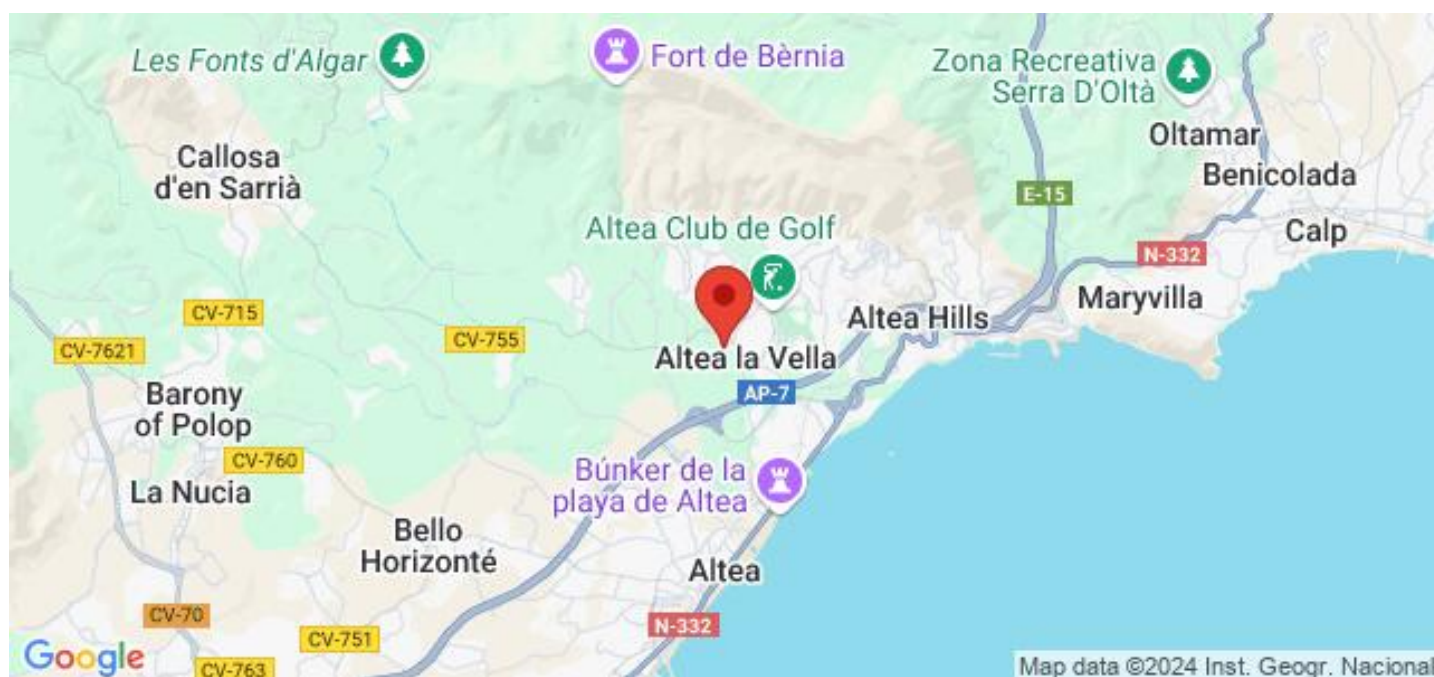 Les Fonts d'Algar
Fort de Bèrnia
Zona Recreativa
Serra D'Oltà
Oltamar
Callosa
d'en Sarrià
Benicolada
E-15
Altea Club de Golf
Calp
N-332
Maryvilla
CV-715
Altea Hills
CV-755
CV-7621
Altea la Vella
AP-7
Barony
of Polop
CV-760
Búnker de la
playa de Altea
La Nucia
Bello
Horizonté
Altea
CV-70
N-332
CV-751
Google
CV-763
Map data ©2024 Inst. Geogr. Nacional